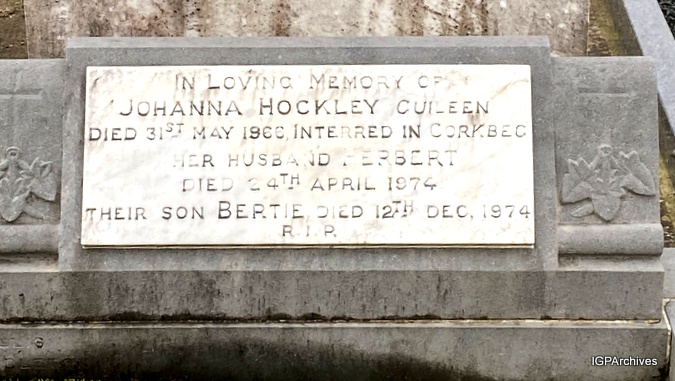 IN LOVING MEMORY OF
JOHANNA HOCKLEY CUILEEN
DIED 31ST MAY 1966, INTERRED IN CORKBEG
HER HUSBAND HERBERT
DIED 24TH APRIL 1974
THEIR SON BERTIE, DIED 12TH DEC, 1974
R.I.P.
IGPArchives